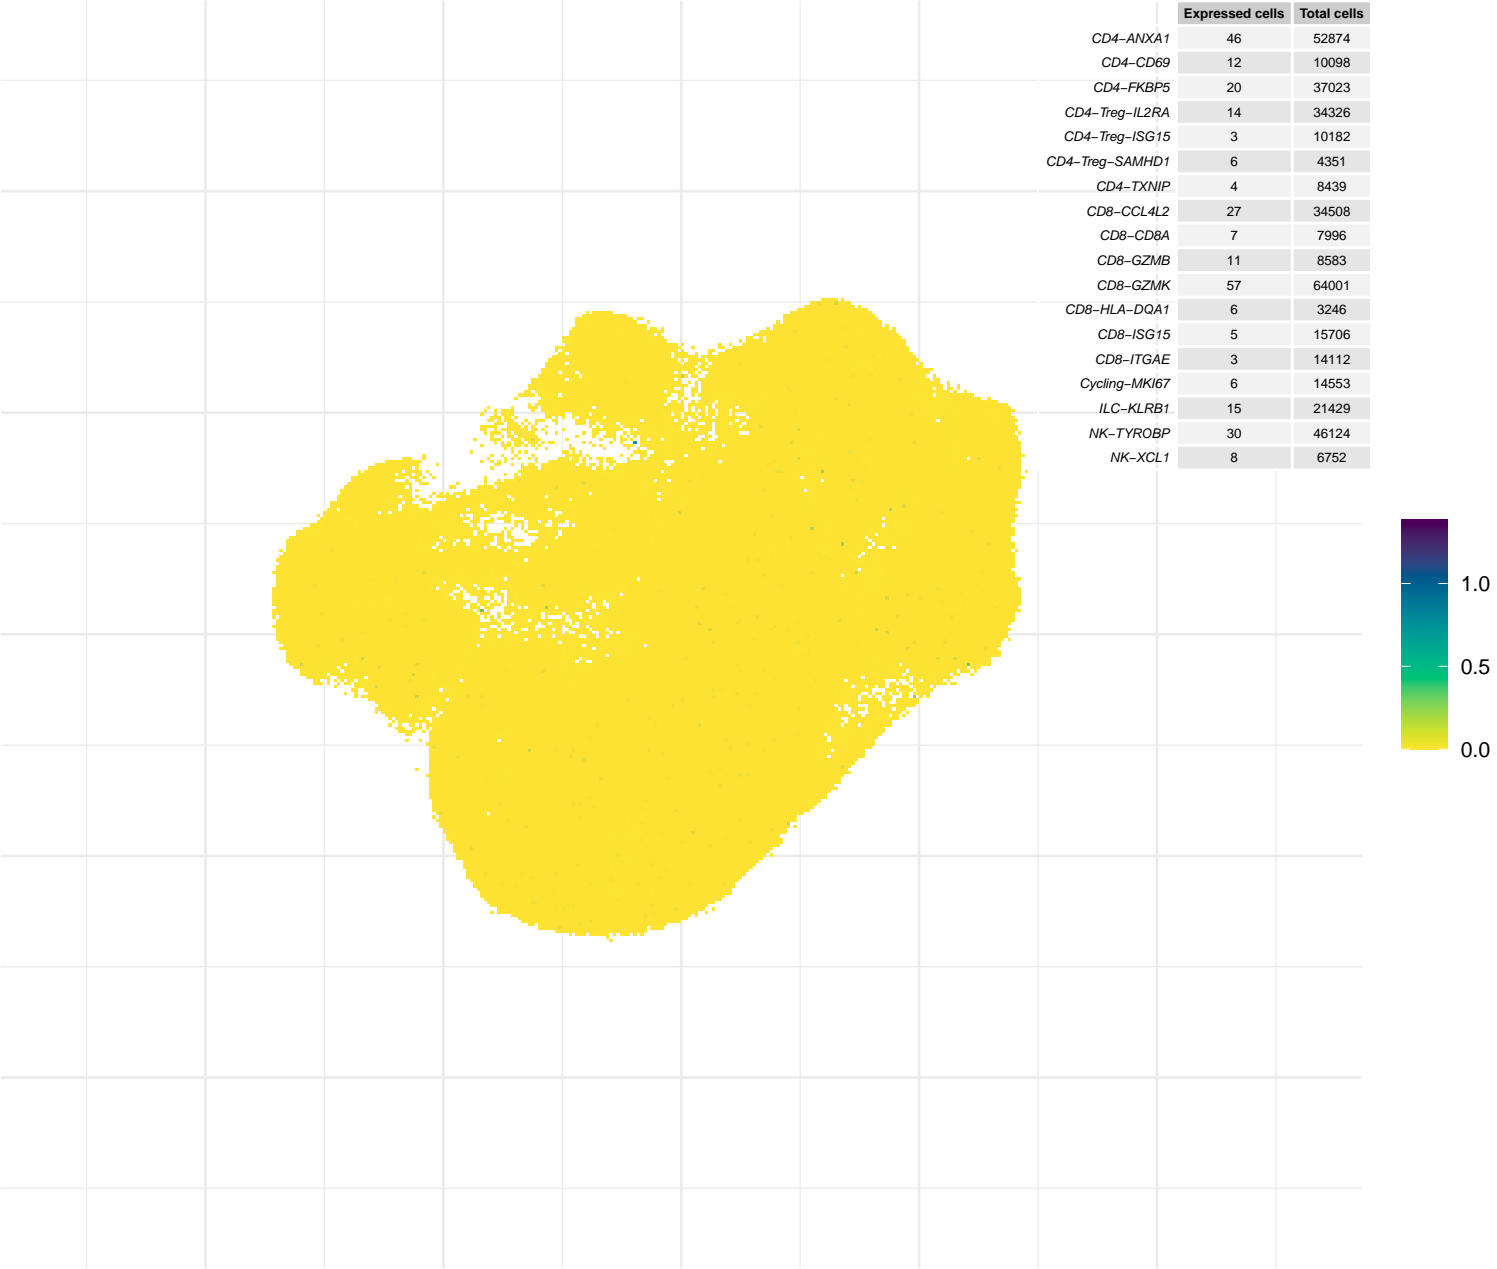 Expressed cells Total cells
CD4−ANXA1 46 52874
CD4−CD69 12 10098
CD4−FKBP5 20 37023
CD4−Treg−IL2RA 14 34326
CD4−Treg−ISG15 3 10182
CD4−Treg−SAMHD1 6 4351
CD4−TXNIP 4 8439
CD8−CCL4L2 27 34508
CD8−CD8A 7 7996
CD8−GZMB 11 8583
CD8−GZMK 57 64001
CD8−HLA−DQA1 6 3246
CD8−ISG15 5 15706
CD8−ITGAE 3 14112
Cycling−MKI67 6 14553
ILC−KLRB1 15 21429
NK−TYROBP 30 46124
NK−XCL1 8 6752
1.0
0.5
0.0